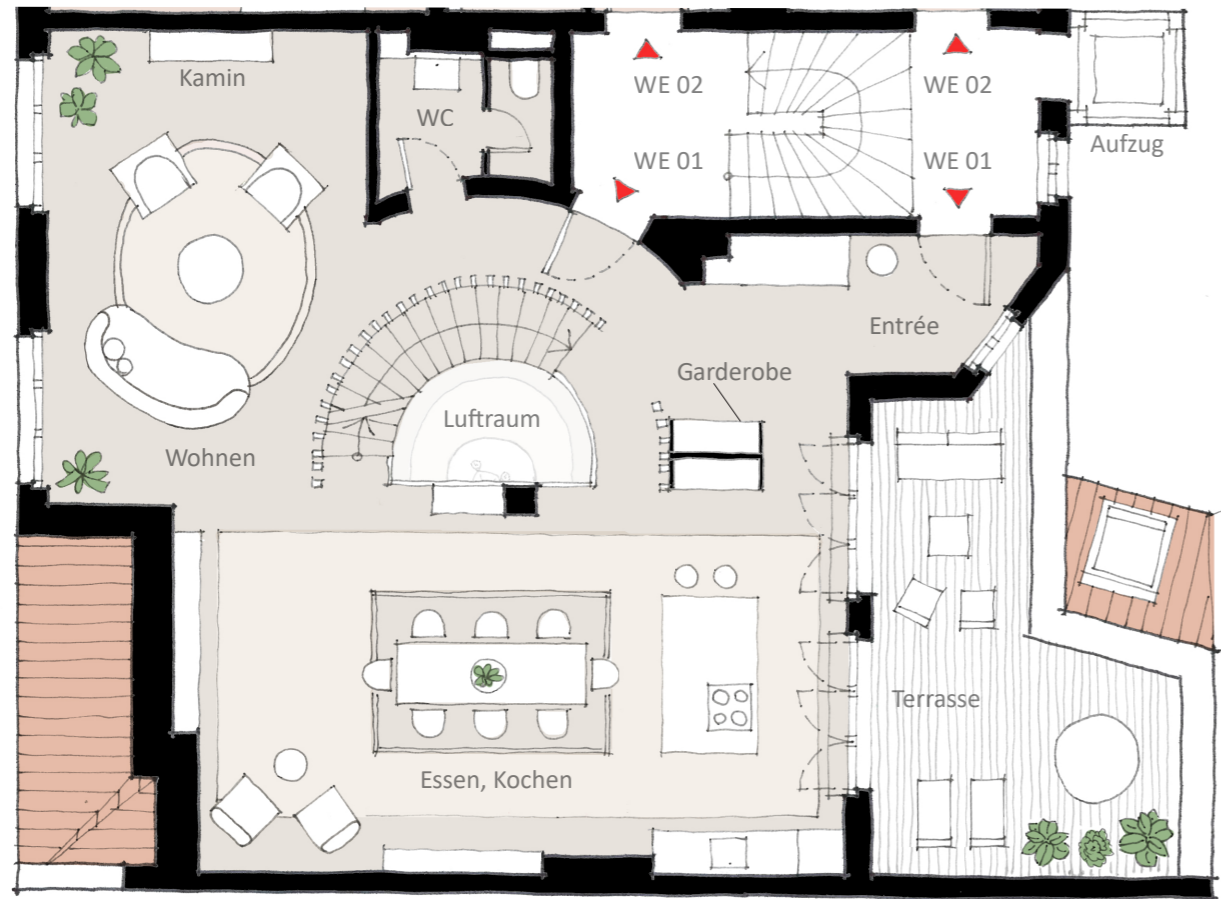 Kamin
WC
WE 02
WE 02
WE 01
WE 01
Aufzug
Entrée
Garderobe
Luftraum
Wohnen
Terrasse
Essen, Kochen